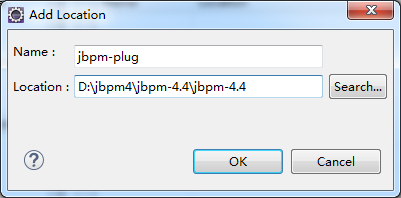 Add Location
Name : jbpm-plug
Location : D:\jbpm4\jbpm-4.4\jbpm-4.4 Search...
? OK Cancel